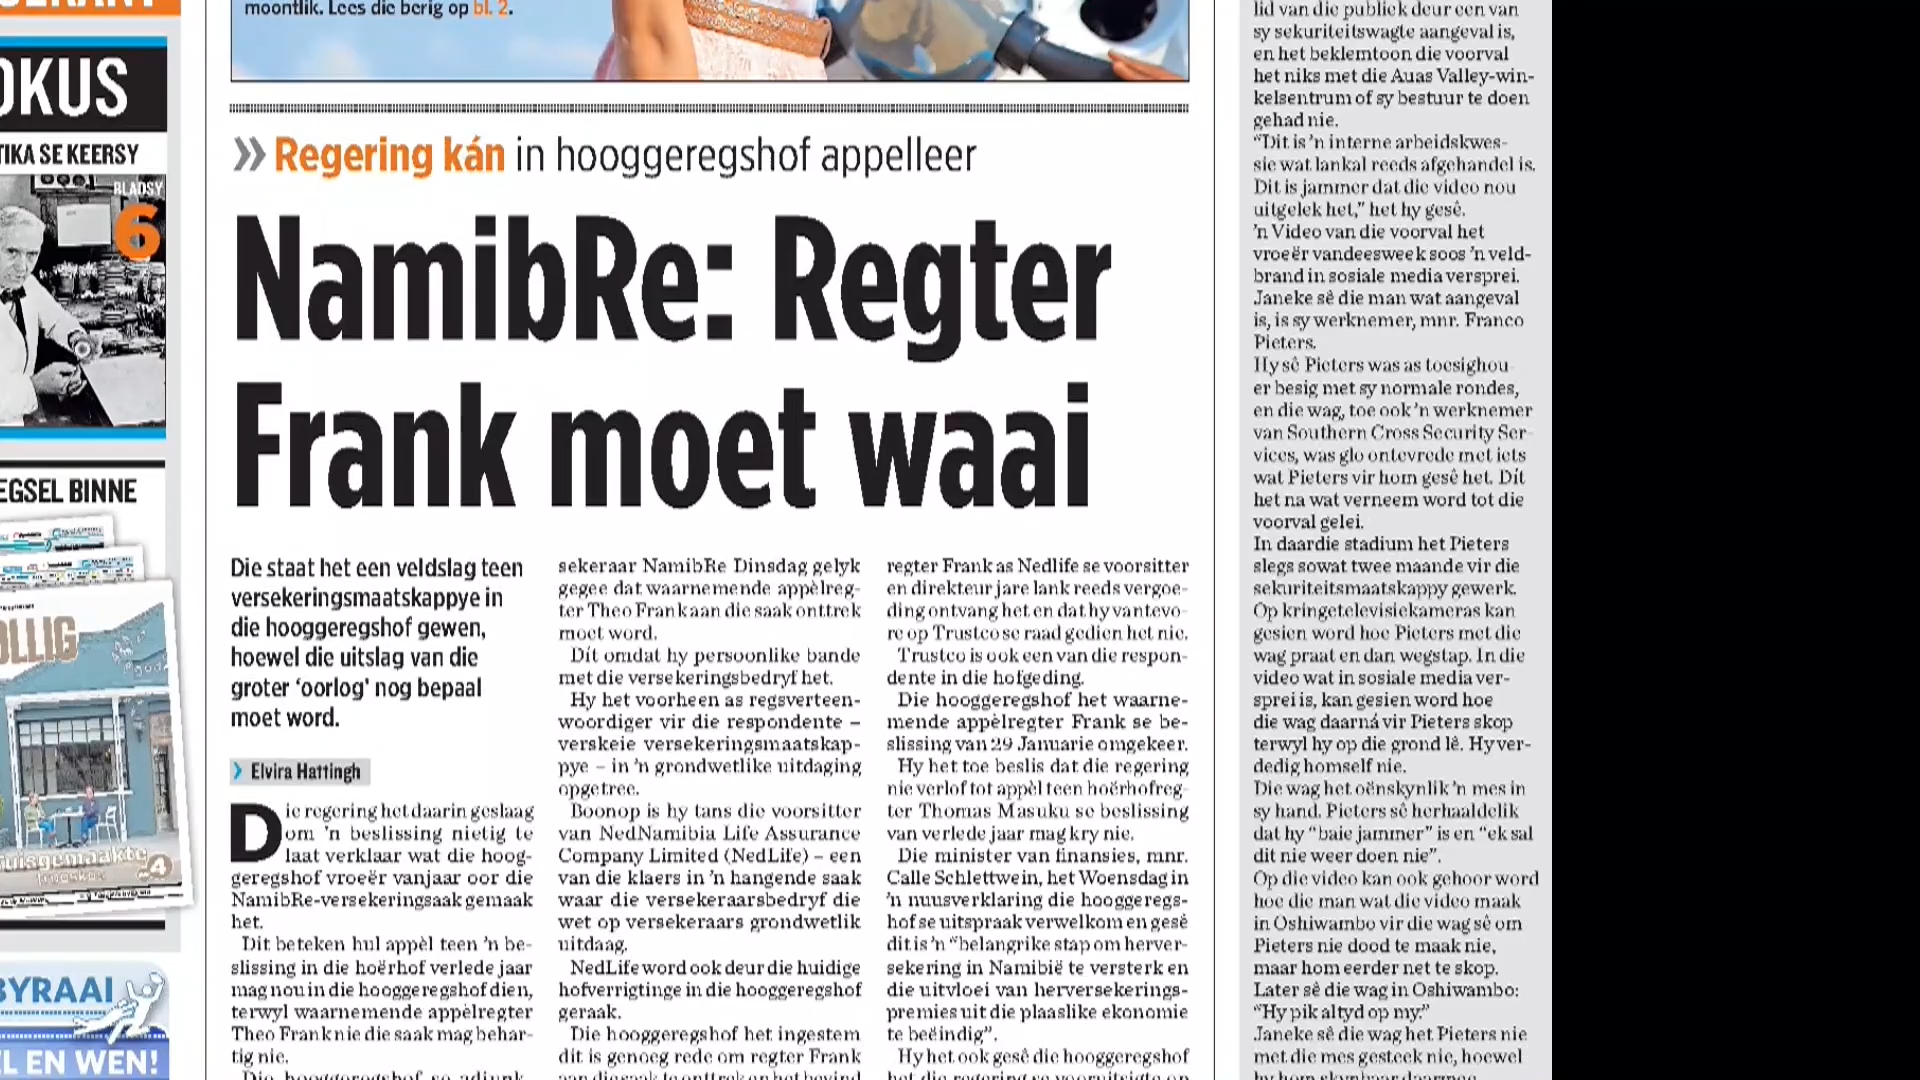 moontlik. Lees die berig op bl. 2.
OKUS
TIKA SE KEERSY
BLADSY
6
EGSEL BINNE
OLLIG
4
BYRAAI
EL EN WEN!
Regering kán in hooggeregshof appelleer
NamibRe: Regter
Frank moet waai
Die staat het een veldslag teen
versekeringsmaatskappye in
die hooggeregshof gewen,
hoewel die uitslag van die
groter ‘oorlog’ nog bepaal
moet word.
Elvira Hattingh
Die regering het daarin geslaag
om ’n beslissing nietig te
laat verklaar wat die hoog-
geregshof vroeër vanjaar oor die
NamibRe-versekeringsaak gemaak
het.
Dit beteken hul appèl teen ’n be-
slissing in die hoërhof verlede jaar
mag nou in die hooggeregshof dien,
terwyl waarnemende appèlregter
Theo Frank nie die saak mag behar-
tig nie.
Die hooggeregshof se adjunk-
sekeraar NamibRe Dinsdag gelyk
gegee dat waarnemende appèlreg-
ter Theo Frank aan die saak onttrek
moet word.
Dít omdat hy persoonlike bande
met die versekeringsbedryf het.
Hy het voorheen as regsverteen-
woordiger vir die respondente –
verskeie versekeringsmaatskap-
pye – in ’n grondwetlike uitdaging
opgetree.
Boonop is hy tans die voorsitter
van NedNamibia Life Assurance
Company Limited (NedLife) – een
van die klaers in ’n hangende saak
waar die versekeraarsbedryf die
wet op versekeraars grondwetlik
uitdaag.
NedLife word ook deur die huidige
hofverrigtinge in die hooggeregshof
geraak.
Die hooggeregshof het ingestem
dit is genoeg rede om regter Frank
aan die saak te onttrek en het bevind
regter Frank as Nedlife se voorsitter
en direkteur jare lank reeds vergoe-
ding ontvang het en dat hy vantevo-
re op Trustco se raad gedien het nie.
Trustco is ook een van die respon-
dente in die hofgeding.
Die hooggeregshof het waarne-
mende appèlregter Frank se be-
slissing van 29 Januarie omgekeer.
Hy het toe beslis dat die regering
nie verlof tot appèl teen hoërhofreg-
ter Thomas Masuku se beslissing
van verlede jaar mag kry nie.
Die minister van finansies, mnr.
Calle Schlettwein, het Woensdag in
’n nuusverklaring die hooggeregs-
hof se uitspraak verwelkom en gesê
dit is ’n “belangrike stap om herver-
sekering in Namibië te versterk en
die uitvloei van herversekerings-
premies uit die plaaslike ekonomie
te beëindig”.
Hy het ook gesê die hooggeregshof
het die regering se vooruitsigte op
lid van die publiek deur een van
sy sekuriteitswagte aangeval is,
en het beklemtoon die voorval
het niks met die Auas Valley-win-
kelsentrum of sy bestuur te doen
gehad nie.
“Dit is ’n interne arbeidskwes-
sie wat lankal reeds afgehandel is.
Dit is jammer dat die video nou
uitgelek het,” het hy gesê.
’n Video van die voorval het
vroeër vandeesweek soos ’n veld-
brand in sosiale media versprei.
Janeke sê die man wat aangeval
is, is sy werknemer, mnr. Franco
Pieters.
Hy sê Pieters was as toesighou
er besig met sy normale rondes,
en die wag, toe ook ’n werknemer
van Southern Cross Security Ser-
vices, was glo ontevrede met iets
wat Pieters vir hom gesê het. Dít
het na wat verneem word tot die
voorval gelei.
In daardie stadium het Pieters
slegs sowat twee maande vir die
sekuriteitsmaatskappy gewerk.
Op kringetelevisiekameras kan
gesien word hoe Pieters met die
wag praat en dan wegstap. In die
video wat in sosiale media ver-
sprei is, kan gesien word hoe
die wag daarná vir Pieters skop
terwyl hy op die grond lê. Hy ver-
dedig homself nie.
Die wag het oënskynlik ’n mes in
sy hand. Pieters sê herhaaldelik
dat hy “baie jammer” is en “ek sal
dit nie weer doen nie”.
Op die video kan ook gehoor word
hoe die man wat die video maak
in Oshiwambo vir die wag sê om
Pieters nie dood te maak nie,
maar hom eerder net te skop.
Later sê die wag in Oshiwambo:
“Hy pik altyd op my.”
Janeke sê die wag het Pieters nie
met die mes gesteek nie, hoewel
hy hom skynbaar daarmee